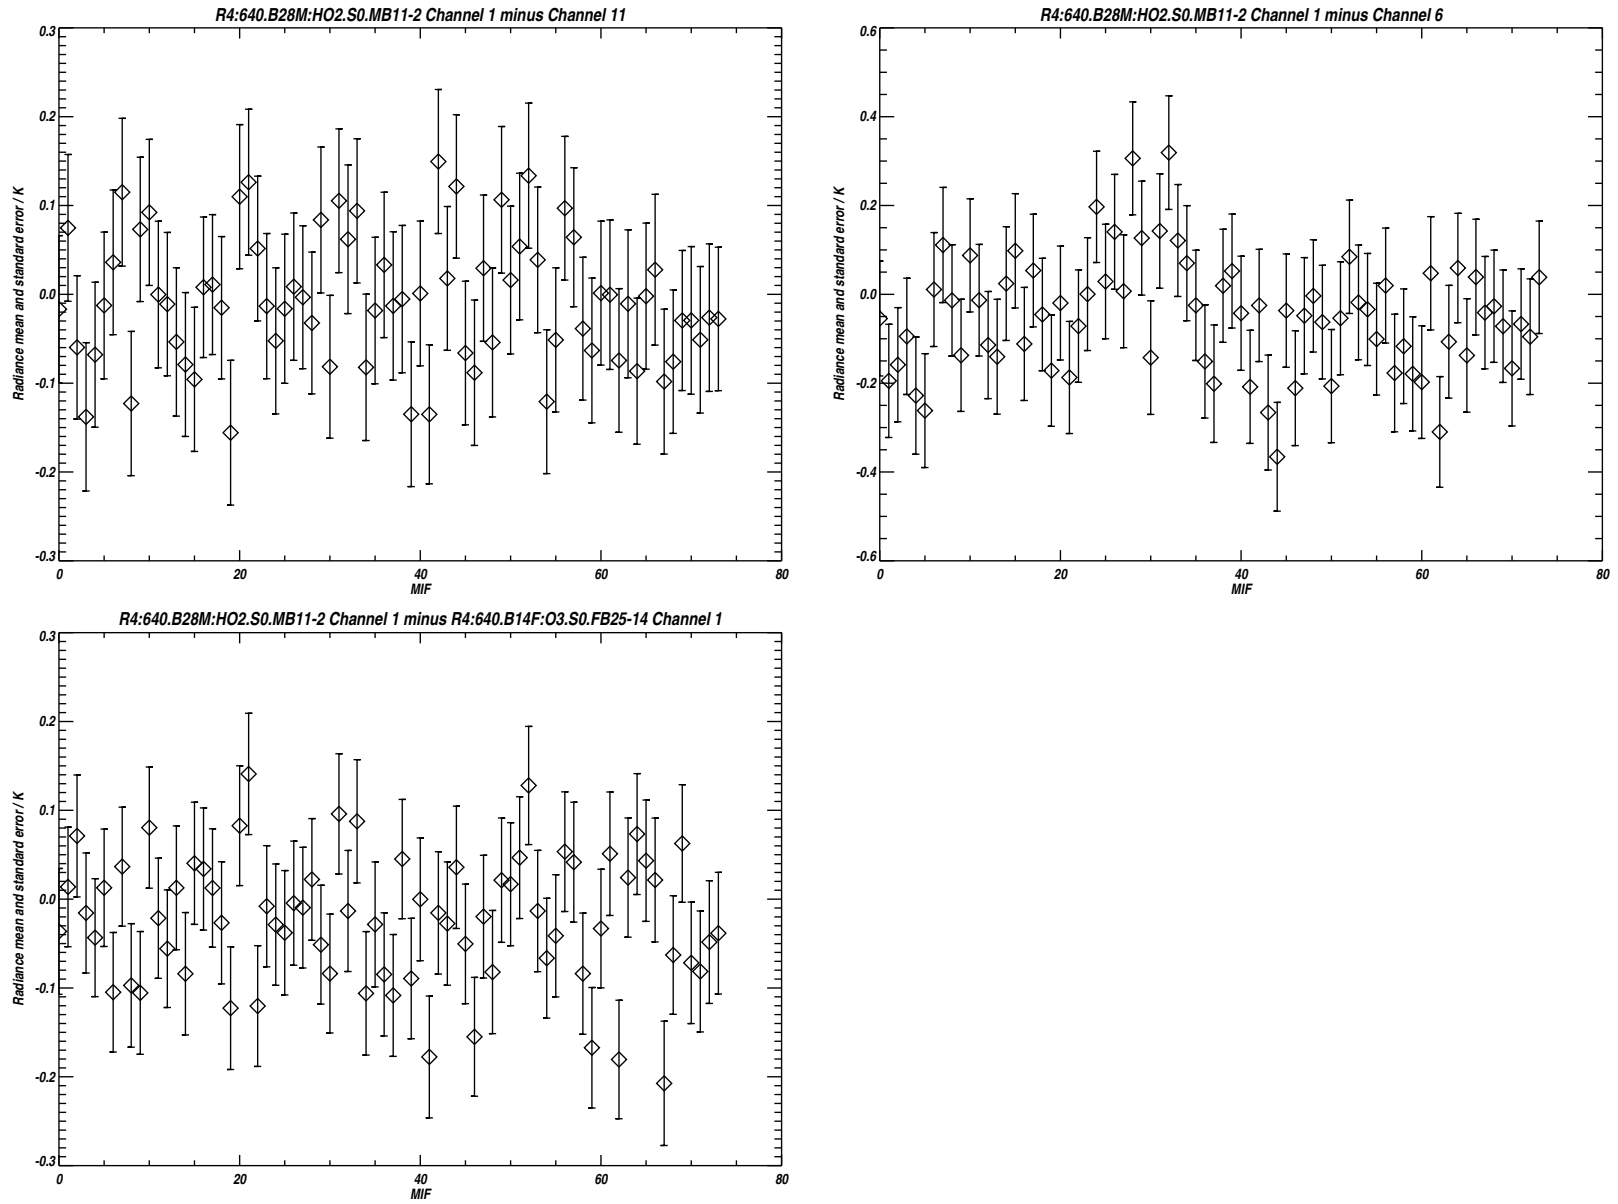 R4:640.B28M:HO2.S0.MB11-2 Channel 1 minus Channel 11
0.3
0.2
0.1
0.0
-0.1
-0.2
-0.3
Radiance mean and standard error / K
0 20 40 60 80
MIF
R4:640.B28M:HO2.S0.MB11-2 Channel 1 minus Channel 6
0.6
0.4
0.2
0.0
-0.2
-0.4
-0.6
Radiance mean and standard error / K
0 20 40 60 80
MIF
R4:640.B28M:HO2.S0.MB11-2 Channel 1 minus R4:640.B14F:O3.S0.FB25-14 Channel 1
0.3
0.2
0.1
0.0
-0.1
-0.2
-0.3
Radiance mean and standard error / K
0 20 40 60 80
MIF